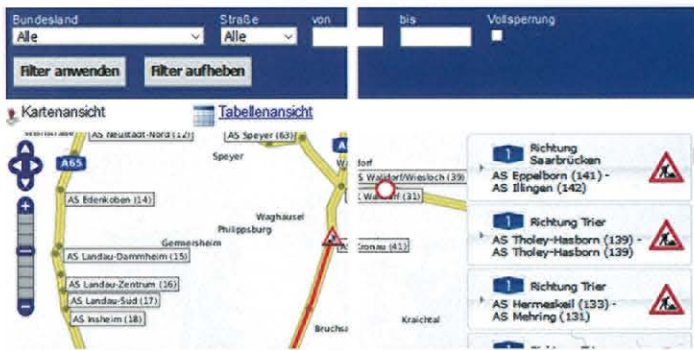 Bundesland
Straße
von
bis
Vollsperrung
Alle
Alle
Filter anwenden
Filter aufheben
Kartenansicht
Tabellenansicht
AS Neustadt-Nord (12)
AS Speyer (63)
A65
Speyer
AS Walldorf/Wiesloch (39)
AS Edenkoben (14)
(31)
Waghäusel
Philippsburg
Germersheim
Kronau (41)
AS Landau-Dammheim (15)
AS Landau-Zentrum (16)
AS Landau-Süd (17)
AS Insheim (18)
Kraichtal
1
Richtung
Saarbrücken
AS Eppelborn (141) -
AS Illingen (142)
1
Richtung Trier
AS Tholey-Hasborn (139) -
AS Tholey-Hasborn (139)
1
Richtung Trier
AS Hermeskeil (133) -
AS Mehring (131)